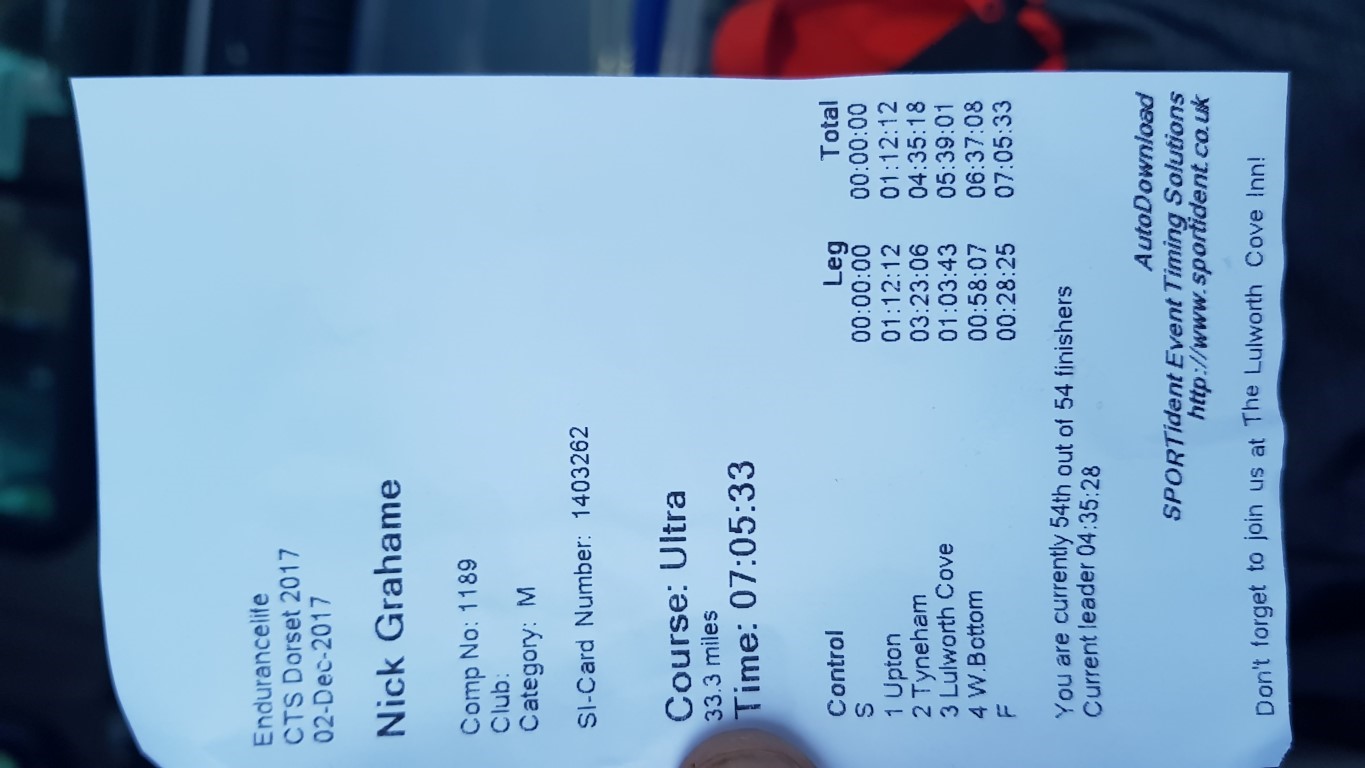 Endurancelife
CTS Dorset 2017
02-Dec-2017
Nick Grahame
Comp No: 1189
Club:
Category: M
SI-Card Number: 1403262
Course: Ultra
33.3 miles
Time: 07:05:33
Control Leg Total
S 00:00:00 00:00:00
1 Upton 01:12:12 01:12:12
2 Tyneham 03:23:06 04:35:18
3 Lulworth Cove 01:03:43 05:39:01
4 W.Bottom 00:58:07 06:37:08
F 00:28:25 07:05:33
You are currently 54th out of 54 finishers
Current leader 04:35:28
AutoDownload
SPORTident Event Timing Solutions
http://www.sportident.co.uk
Don't forget to join us at The Lulworth Cove Inn!